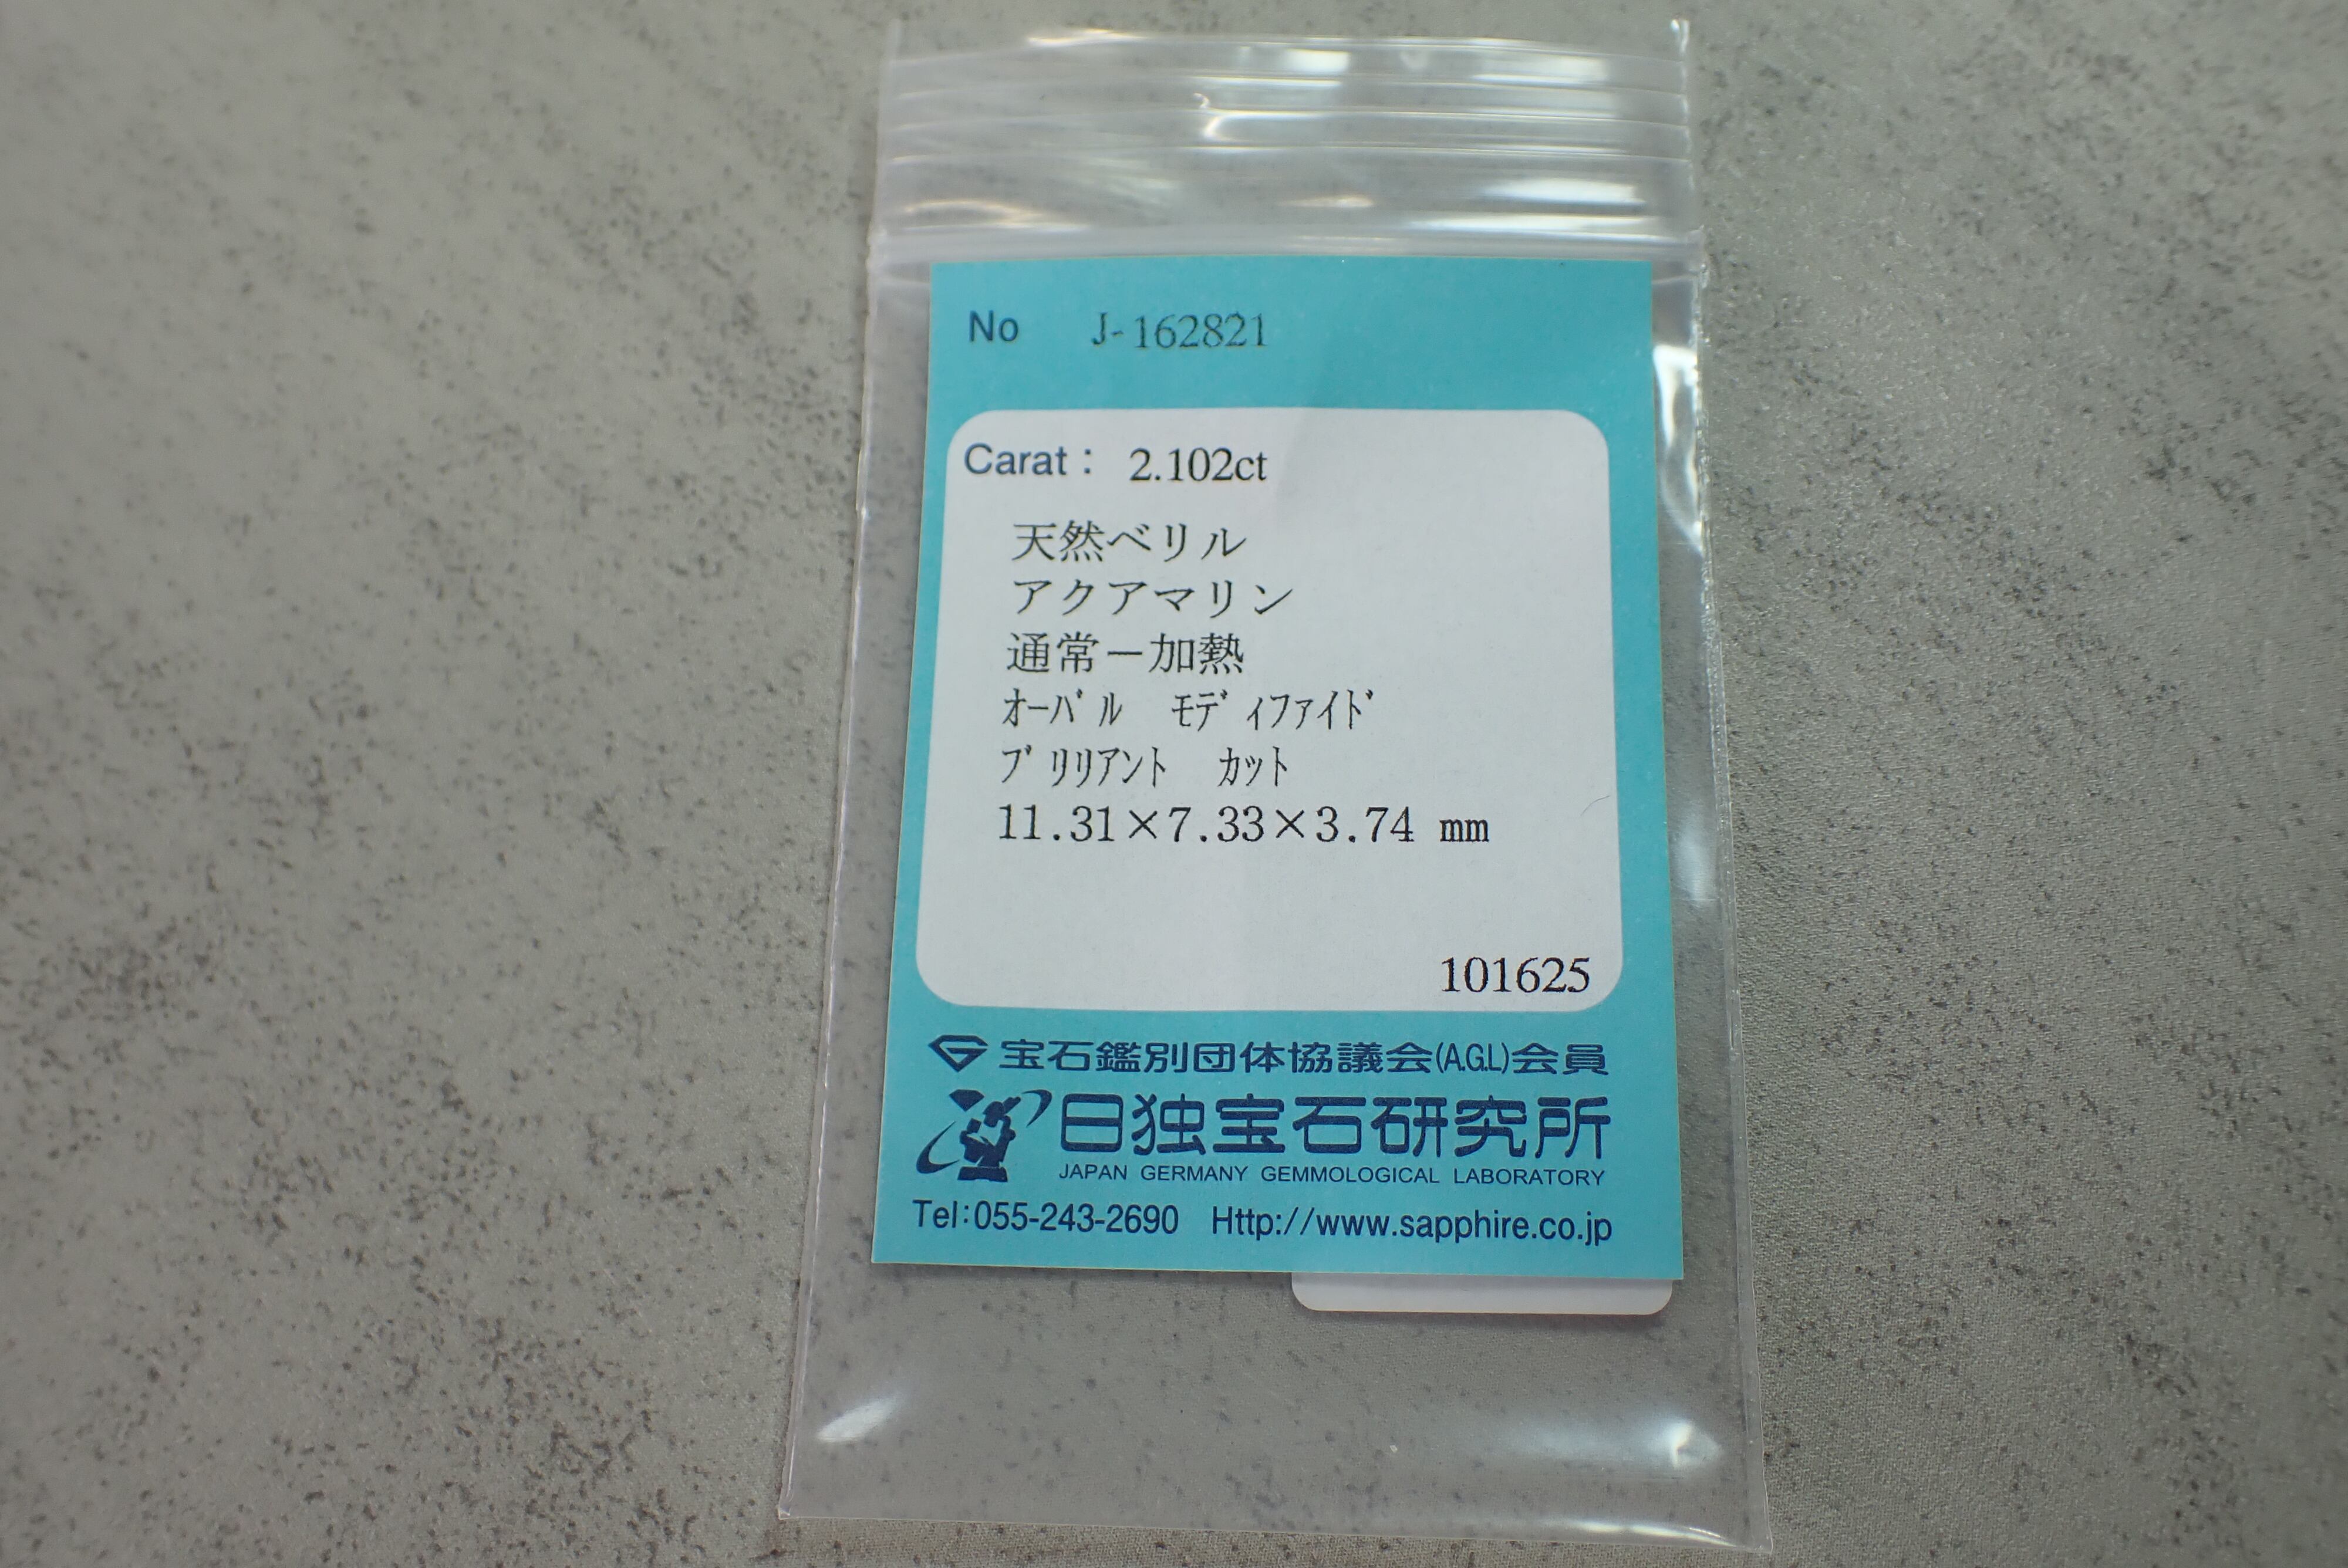 No J-162821
Carat： 2.102ct
天然ベリル
アクアマリン
通常－加熱
ｵｰﾊﾞﾙ ﾓﾃﾞｨﾌｧｲﾄﾞ
ﾌﾞﾘﾘｱﾝﾄ ｶｯﾄ
11.31×7.33×3.74 mm
101625
宝石鑑別団体協議会(A.G.L)会員
日独宝石研究所
JAPAN GERMANY GEMMOLOGICAL LABORATORY
Tel:055-243-2690 Http://www.sapphire.co.jp